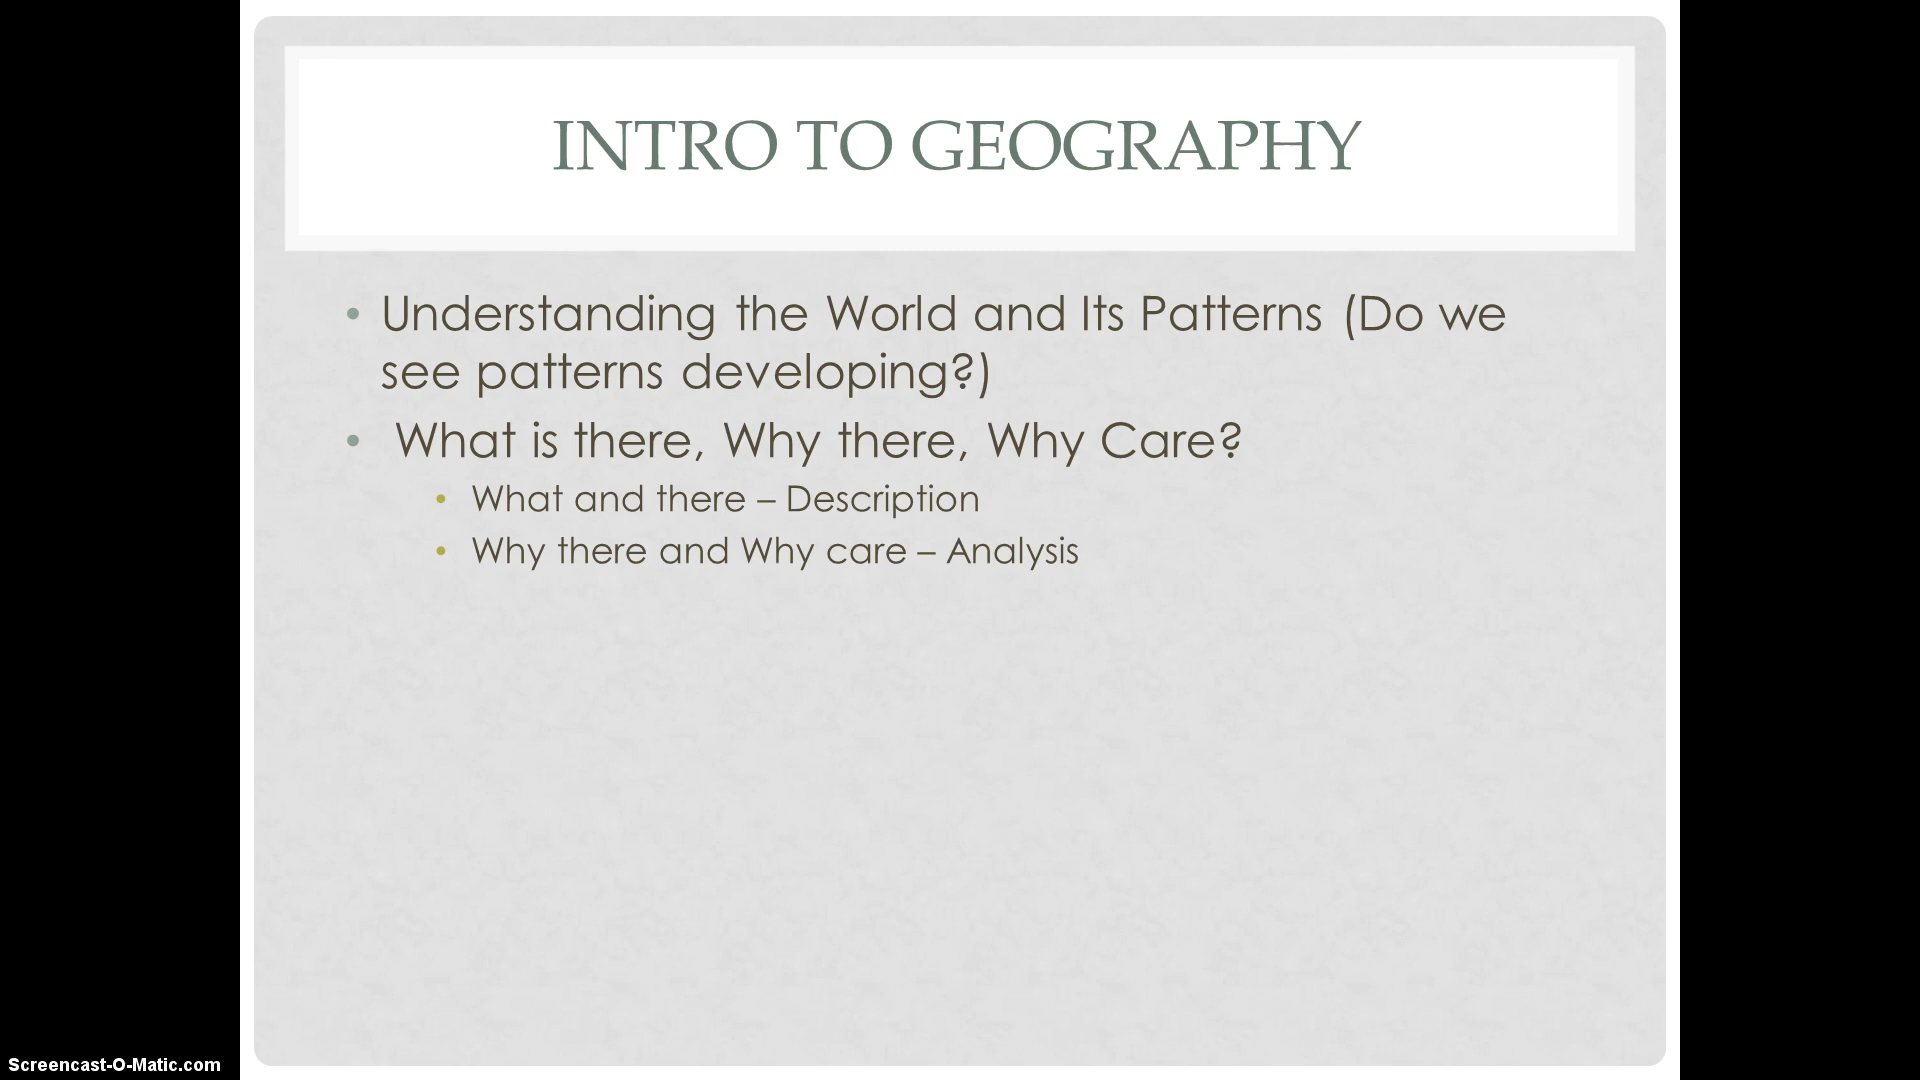 INTRO TO GEOGRAPHY
• Understanding the World and Its Patterns (Do we
see patterns developing?)
• What is there, Why there, Why Care?
• What and there – Description
• Why there and Why care – Analysis
Screencast-O-Matic.com